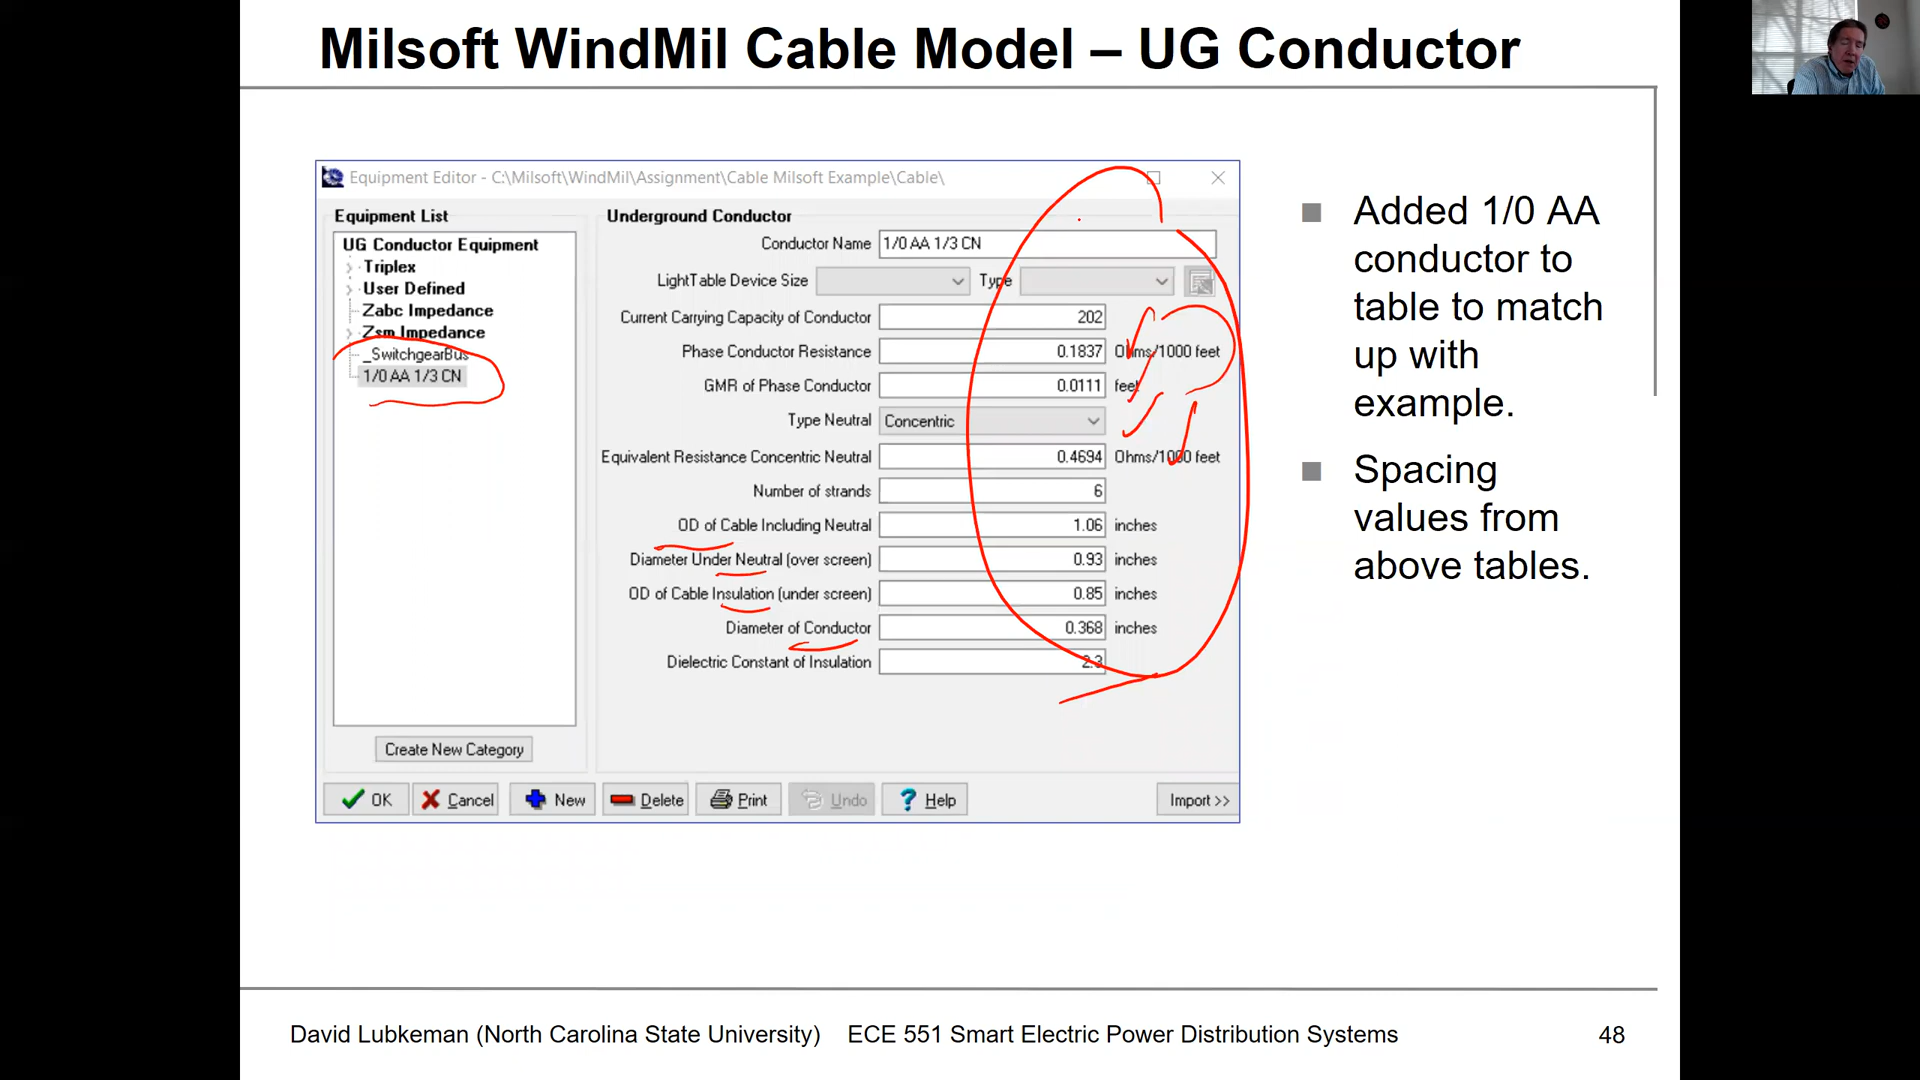 Milsoft WindMil Cable Model – UG Conductor
Equipment Editor - C:\Milsoft\WindMil\Assignment\Cable Milsoft Example\Cable\
Equipment List
UG Conductor Equipment
Triplex
User Defined
Zabc Impedance
Zsm Impedance
_SwitchgearBus
1/0 AA 1/3 CN
Create New Category
Underground Conductor
Conductor Name 1/0 AA 1/3 CN
LightTable Device Size Type
Current Carrying Capacity of Conductor 202
Phase Conductor Resistance 0.1837 Ohms/1000 feet
GMR of Phase Conductor 0.0111 feet
Type Neutral Concentric
Equivalent Resistance Concentric Neutral 0.4694 Ohms/1000 feet
Number of strands 6
OD of Cable Including Neutral 1.06 inches
Diameter Under Neutral (over screen) 0.93 inches
OD of Cable Insulation (under screen) 0.85 inches
Diameter of Conductor 0.368 inches
Dielectric Constant of Insulation 2.3
OK Cancel New Delete Print Undo Help Import >>
Added 1/0 AA
conductor to
table to match
up with
example.
Spacing
values from
above tables.
David Lubkeman (North Carolina State University) ECE 551 Smart Electric Power Distribution Systems 48